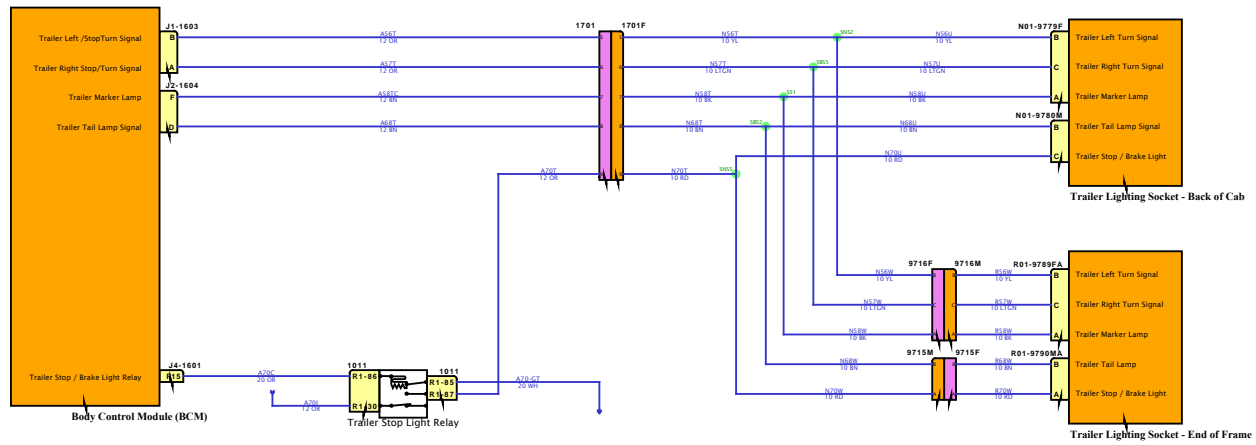 J1-1603
1701
1701F
N01-9779F
Trailer Left /StopTurn Signal
B
A56T
12 OR
N56T
10 YL
SNS2
N56U
10 YL
B
Trailer Left Turn Signal
Trailer Right Stop/Turn Signal
A
A57T
12 OR
N57T
10 LTGN
SBS5
N57U
10 LTGN
C
Trailer Right Turn Signal
J2-1604
Trailer Marker Lamp
F
A58TC
12 BN
7
7
N58T
10 BK
SS1
N58U
10 BK
A
Trailer Marker Lamp
N01-9780M
Trailer Tail Lamp Signal
D
A68T
12 BN
N68T
10 BN
SBS2
N68U
10 BN
B
Trailer Tail Lamp Signal
N70U
10 RD
C
Trailer Stop / Brake Light
A70T
12 OR
N70T
10 RD
Trailer Lighting Socket - Back of Cab
9716F
9716M
R01-9789FA
N56W
10 YL
R56W
10 YL
B
Trailer Left Turn Signal
N57W
10 LTGN
C
R57W
10 LTGN
C
Trailer Right Turn Signal
N58W
10 BK
R58W
10 BK
A
Trailer Marker Lamp
9715M
9715F
R01-9790MA
N68W
10 BN
R68W
10 BN
B
Trailer Tail Lamp
N70W
10 RD
R70W
10 RD
A
Trailer Stop / Brake Light
Trailer Lighting Socket - End of Frame
J4-1601
Trailer Stop / Brake Light Relay
R15
A70C
20 OR
1011
R1-86
1011
R1-85
A70-GT
20 WH
R1-87
A70L
12 OR
R1-30
Trailer Stop Light Relay
Body Control Module (BCM)